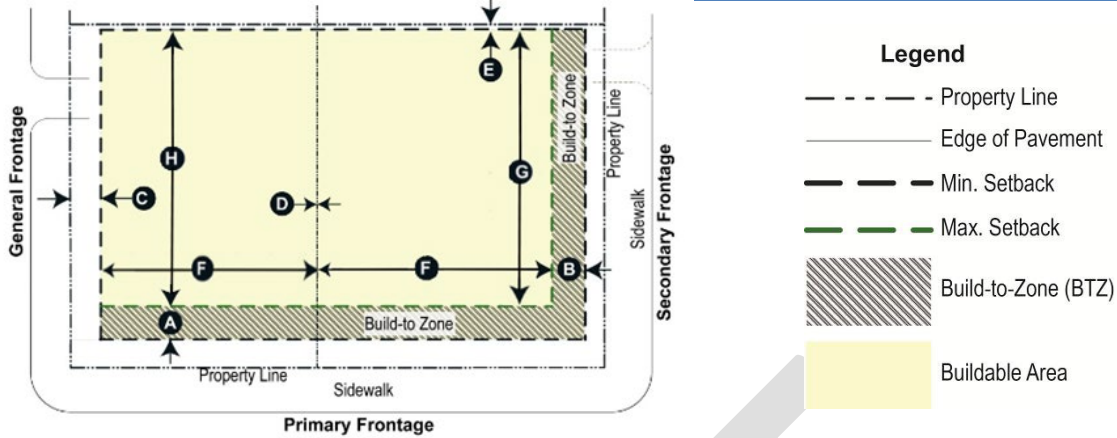 E
Build-to Zone
Property Line
General Frontage
H
G
C
D
Sidewalk
Secondary Frontage
F
F
B
A
Build-to Zone
Property Line
Sidewalk
Primary Frontage
Legend
Property Line
Edge of Pavement
Min. Setback
Max. Setback
Build-to-Zone (BTZ)
Buildable Area